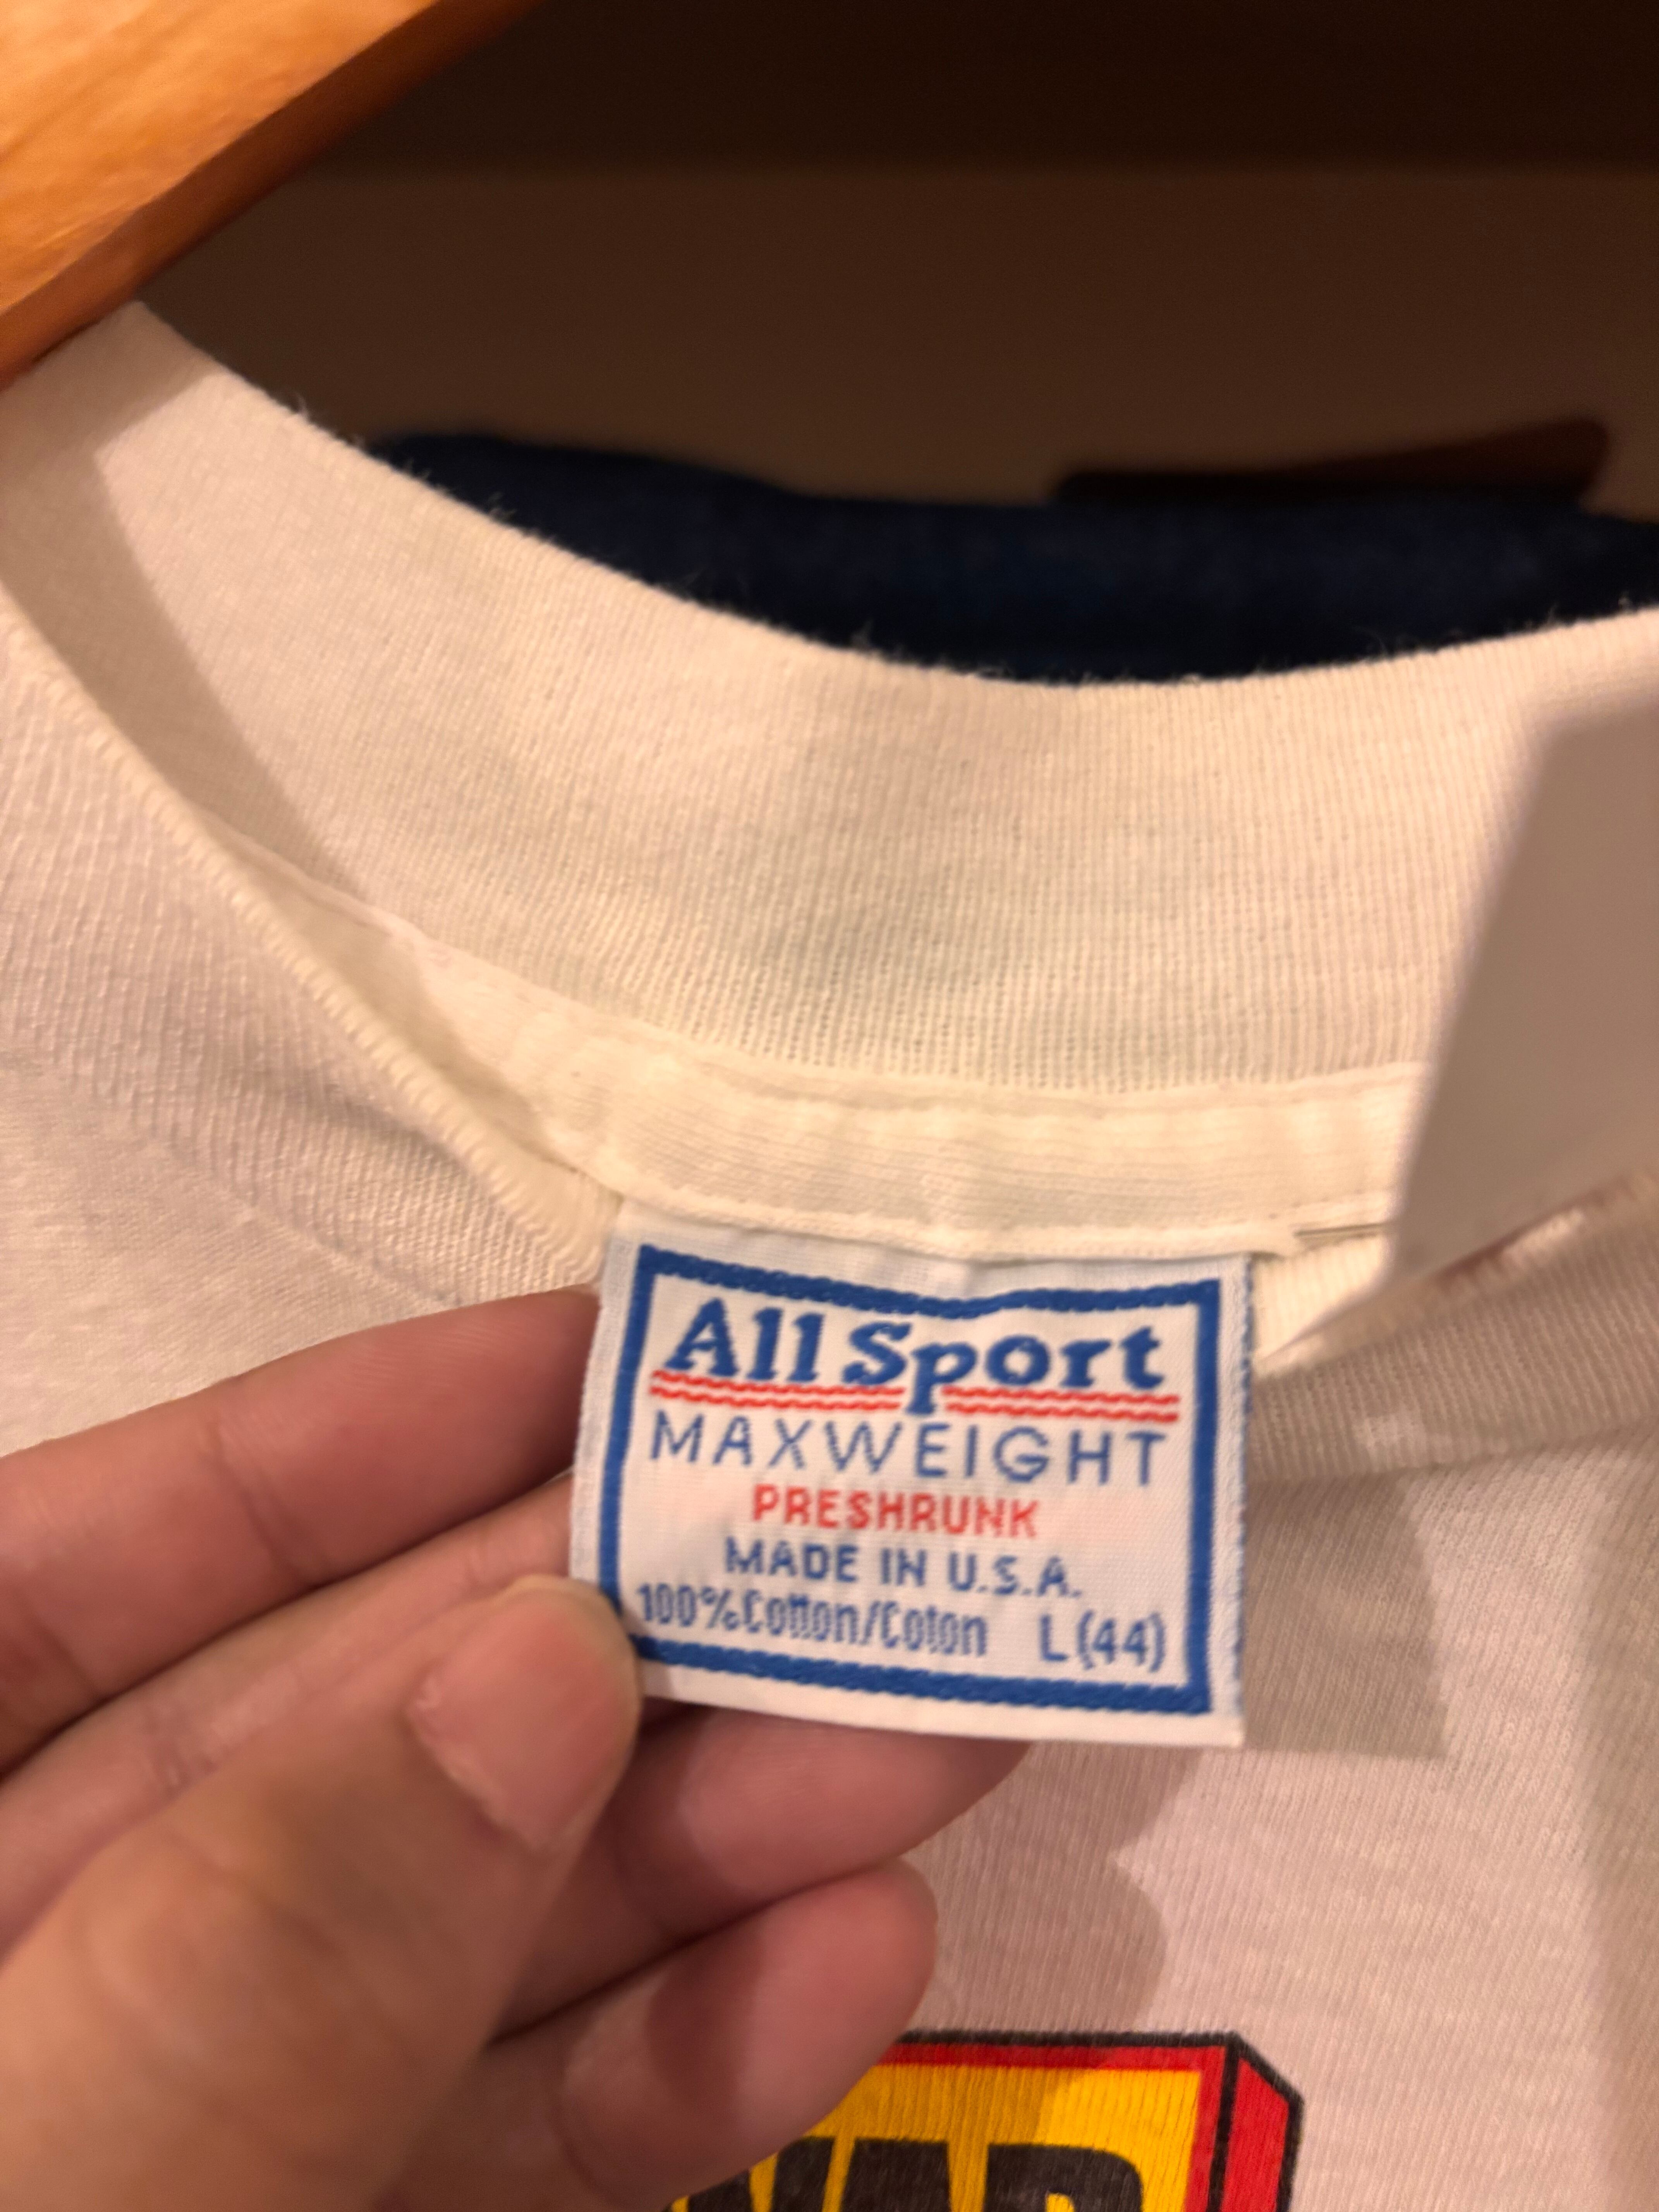 All Sport
MAXWEIGHT
PRESHRUNK
MADE IN U.S.A.
100% Cotton/Coton L (44)